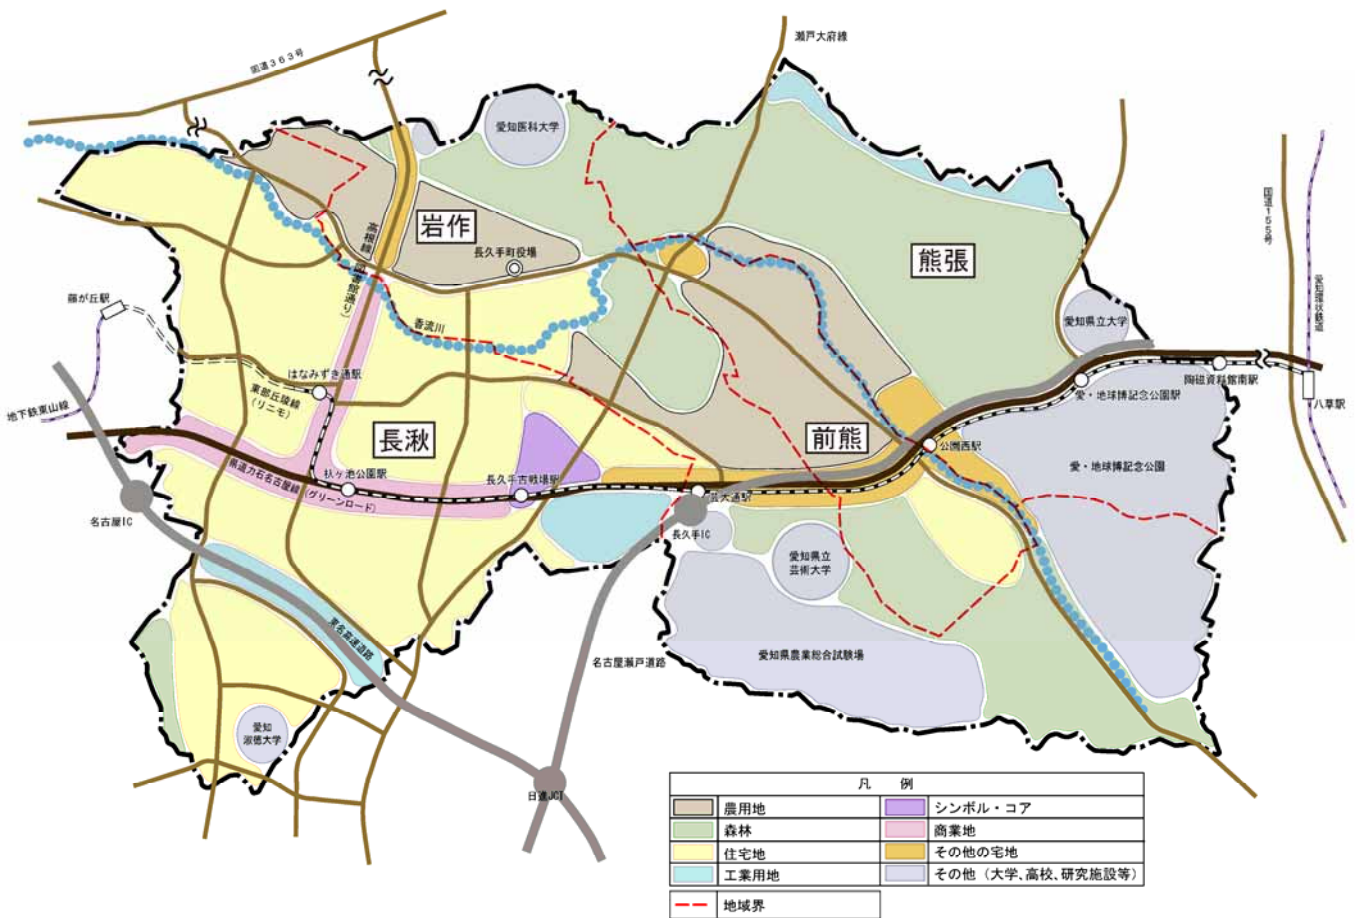 瀬戸大府線
国道363号
愛知医科大学
国道155号
岩作
高根線(図書館通り)
長久手町役場
熊張
愛知環状鉄道
藤が丘駅
香流川
愛知県立大学
はなみずき通駅
陶磁資料館南駅
東部丘陵線
(リニモ)
愛・地球博記念公園駅
八草駅
地下鉄東山線
長湫
前熊
公園西駅
県道力石名古屋線(グリーンロード)
杁ヶ池公園駅
長久手古戦場駅
芸大通駅
愛・地球博記念公園
名古屋IC
長久手IC
愛知県立
芸術大学
東名高速道路
名古屋瀬戸道路
愛知県農業総合試験場
愛知
淑徳大学
日進JCT
凡 例
農用地
シンボル・コア
森林
商業地
住宅地
その他の宅地
工業用地
その他(大学、高校、研究施設等)
地域界